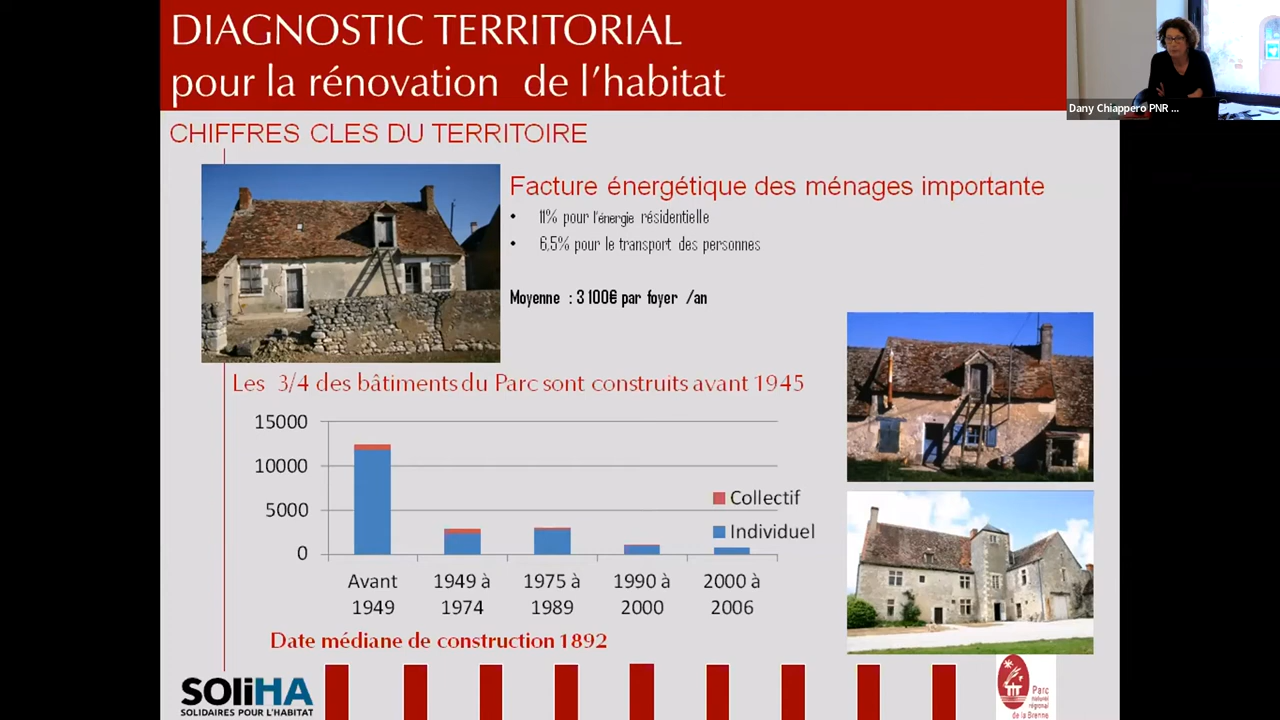 DIAGNOSTIC TERRITORIAL
pour la rénovation de l'habitat
Dany Chiappero PNR ...
CHIFFRES CLES DU TERRITOIRE
Facture énergétique des ménages importante
• 11% pour l'énergie résidentielle
• 6,5% pour le transport des personnes
Moyenne : 3 100€ par foyer /an
Les 3/4 des bâtiments du Parc sont construits avant 1945
15000
10000
5000
0
Collectif
Individuel
Avant 1949
1949 à 1974
1975 à 1989
1990 à 2000
2000 à 2006
Date médiane de construction 1892
SOLiHA
SOLIDAIRES POUR L'HABITAT
Parc
naturel
régional
de la Brenne